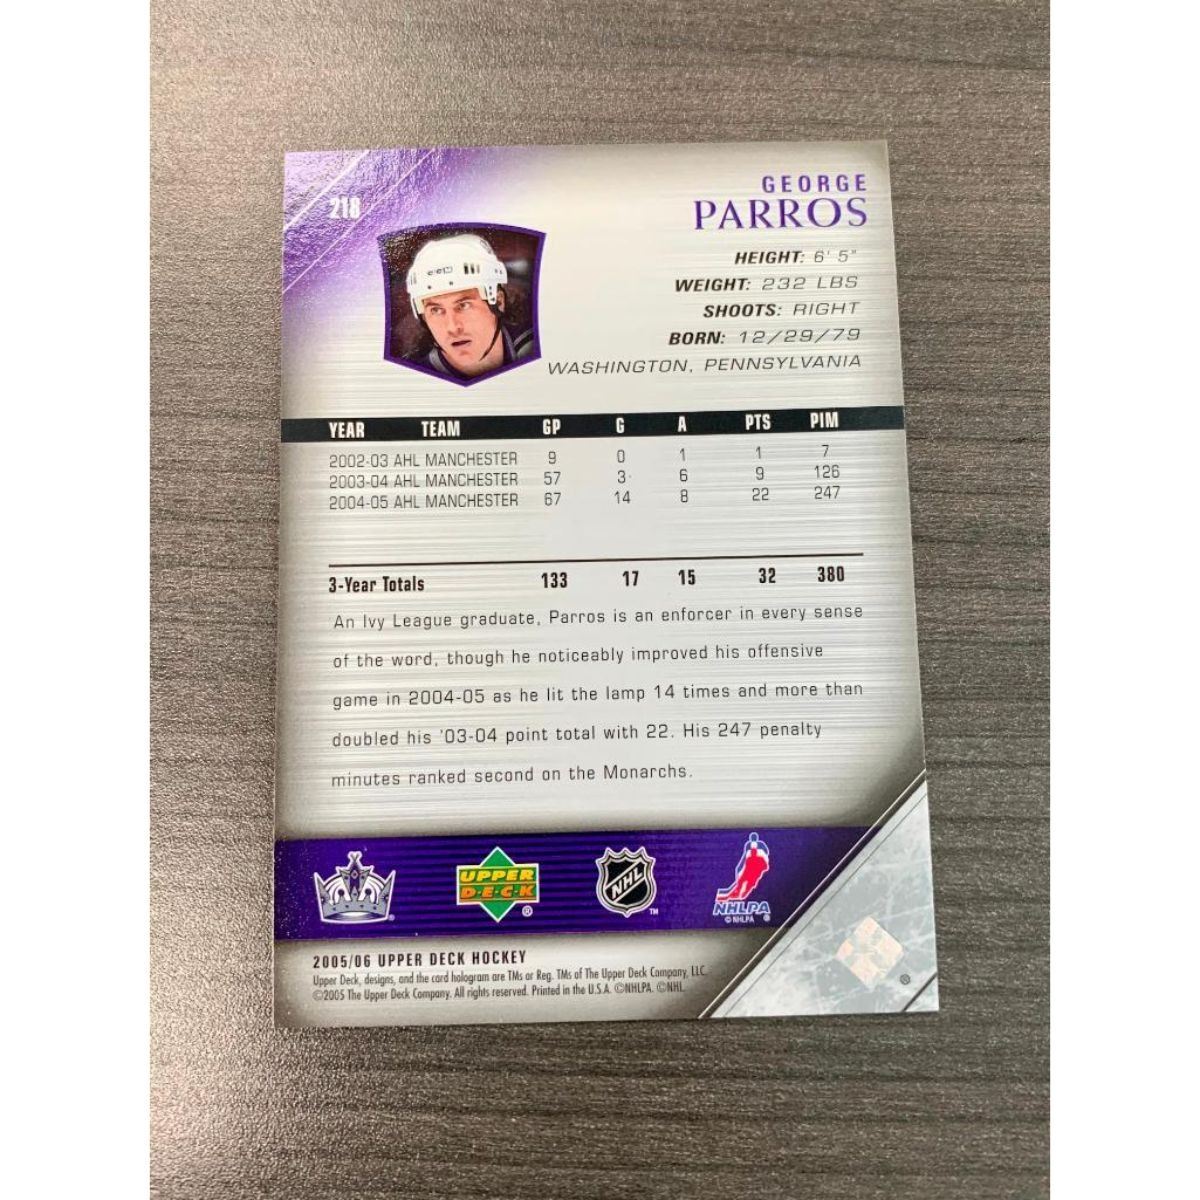 218
GEORGE
PARROS
HEIGHT: 6' 5"
WEIGHT: 232 LBS
SHOOTS: RIGHT
BORN: 12/29/79
WASHINGTON, PENNSYLVANIA
YEAR TEAM GP G A PTS PIM
2002-03 AHL MANCHESTER 9 0 1 1 7
2003-04 AHL MANCHESTER 57 3 6 9 126
2004-05 AHL MANCHESTER 67 14 8 22 247
3-Year Totals 133 17 15 32 380
An Ivy League graduate, Parros is an enforcer in every sense
of the word, though he noticeably improved his offensive
game in 2004-05 as he lit the lamp 14 times and more than
doubled his '03-04 point total with 22. His 247 penalty
minutes ranked second on the Monarchs.
UPPER
D·E·C·K
®
NHL
™
NHLPA
© NHLPA ®
2005/06 UPPER DECK HOCKEY
Upper Deck, designs, and the card hologram are TMs or Reg. TMs of The Upper Deck Company, LLC.
©2005 The Upper Deck Company. All rights reserved. Printed in the U.S.A. ©NHLPA. ©NHL.
®